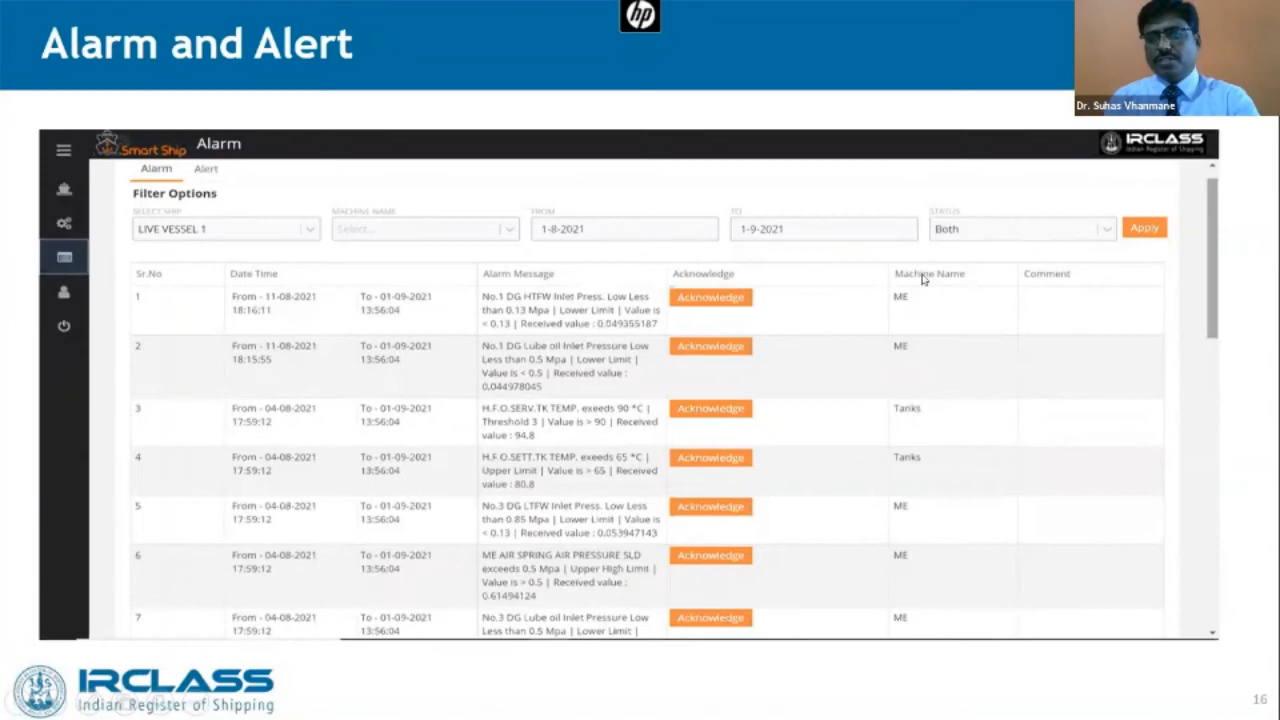 Alarm and Alert
hp
Dr. Suhas Vhanmane
Smart Ship
Alarm
IRCLASS
Indian Register of Shipping
Alarm Alert
Filter Options
SELECT SHIP MACHINE NAME FROM TO STATUS
LIVE VESSEL 1 Select... 1-8-2021 1-9-2021 Both Apply
Sr.No Date Time Alarm Message Acknowledge Machine Name Comment
1 From - 11-08-2021 To - 01-09-2021 No.1 DG HTFW Inlet Press. Low Less Acknowledge ME
18:16:11 13:56:04 than 0.13 Mpa | Lower Limit | Value is
< 0.13 | Received value : 0.049355187
2 From - 11-08-2021 To - 01-09-2021 No.1 DG Lube oil Inlet Pressure Low Acknowledge ME
18:15:55 13:56:04 Less than 0.5 Mpa | Lower Limit |
Value is < 0.5 | Received value :
0.044978045
3 From - 04-08-2021 To - 01-09-2021 H.F.O.SERV.TK TEMP. exceeds 90 °C | Acknowledge Tanks
17:59:12 13:56:04 Threshold 3 | Value is > 90 | Received
value : 94.8
4 From - 04-08-2021 To - 01-09-2021 H.F.O.SETT.TK TEMP. exceeds 65 °C | Acknowledge Tanks
17:59:12 13:56:04 Upper Limit | Value is > 65 | Received
value : 80.8
5 From - 04-08-2021 To - 01-09-2021 No.3 DG LTFW Inlet Press. Low Less Acknowledge ME
17:59:12 13:56:04 than 0.85 Mpa | Lower Limit | Value is
< 0.13 | Received value : 0.053947143
6 From - 04-08-2021 To - 01-09-2021 ME AIR SPRING AIR PRESSURE SLD Acknowledge ME
17:59:12 13:56:04 exceeds 0.5 Mpa | Upper High Limit |
Value is > 0.5 | Received value :
0.61494124
7 From - 04-08-2021 To - 01-09-2021 No.3 DG Lube oil Inlet Pressure Low Acknowledge ME
17:59:12 13:56:04 Less than 0.5 Mpa | Lower Limit |
IRCLASS
Indian Register of Shipping
16